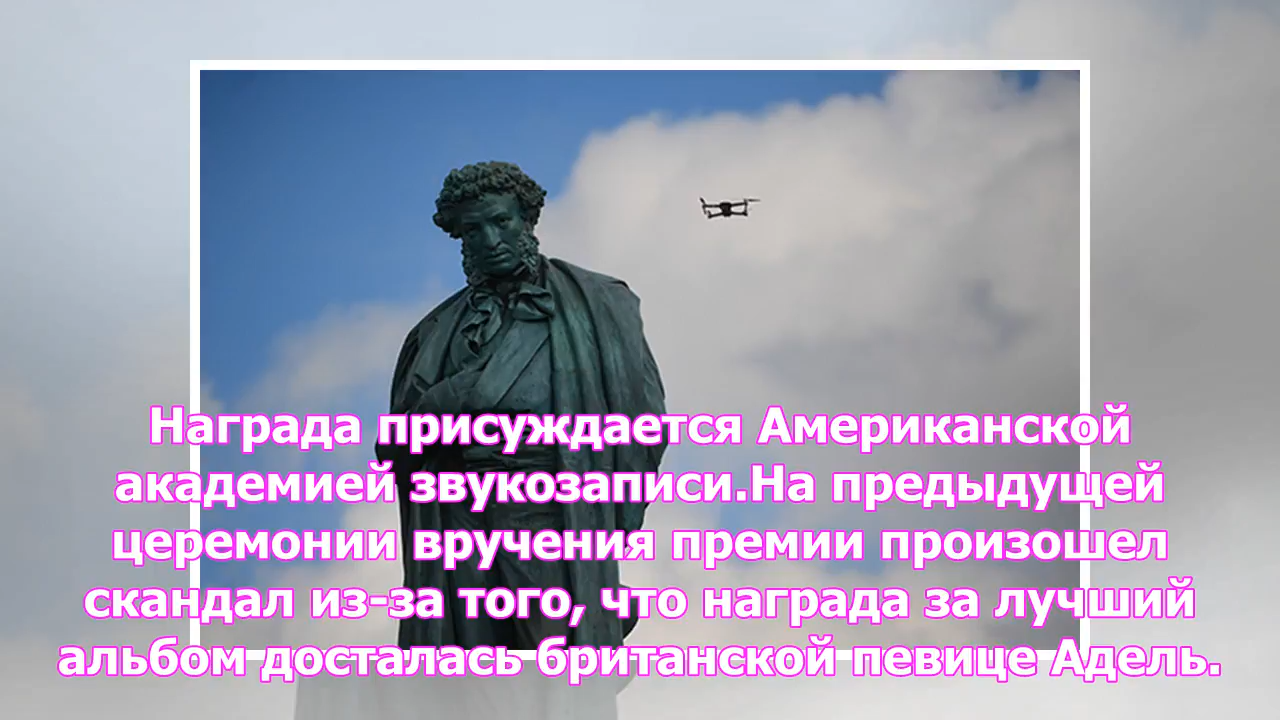 Награда присуждается Американской
академией звукозаписи.На предыдущей
церемонии вручения премии произошел
скандал из-за того, что награда за лучший
альбом досталась британской певице Адель.